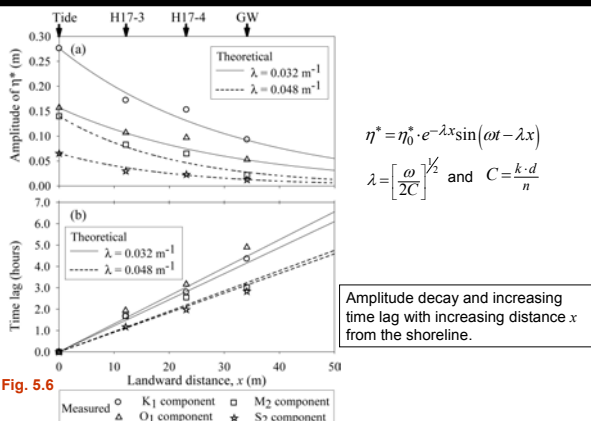 Tide H17-3 H17-4 GW
(a)
Amplitude of η* (m)
0.30
0.25
0.20
0.15
0.10
0.05
0.00
Theoretical
λ = 0.032 m⁻¹
λ = 0.048 m⁻¹
(b)
Time lag (hours)
7.0
6.0
5.0
4.0
3.0
2.0
1.0
0.0
Theoretical
λ = 0.032 m⁻¹
λ = 0.048 m⁻¹
0 10 20 30 40 50
Landward distance, x (m)
Fig. 5.6
Measured
K₁ component M₂ component
O₁ component S₂ component
η* = η₀*·e^(−λx) sin(ωt − λx)
λ = [ω/2C]^½ and C = k·d/n
Amplitude decay and increasing
time lag with increasing distance x
from the shoreline.